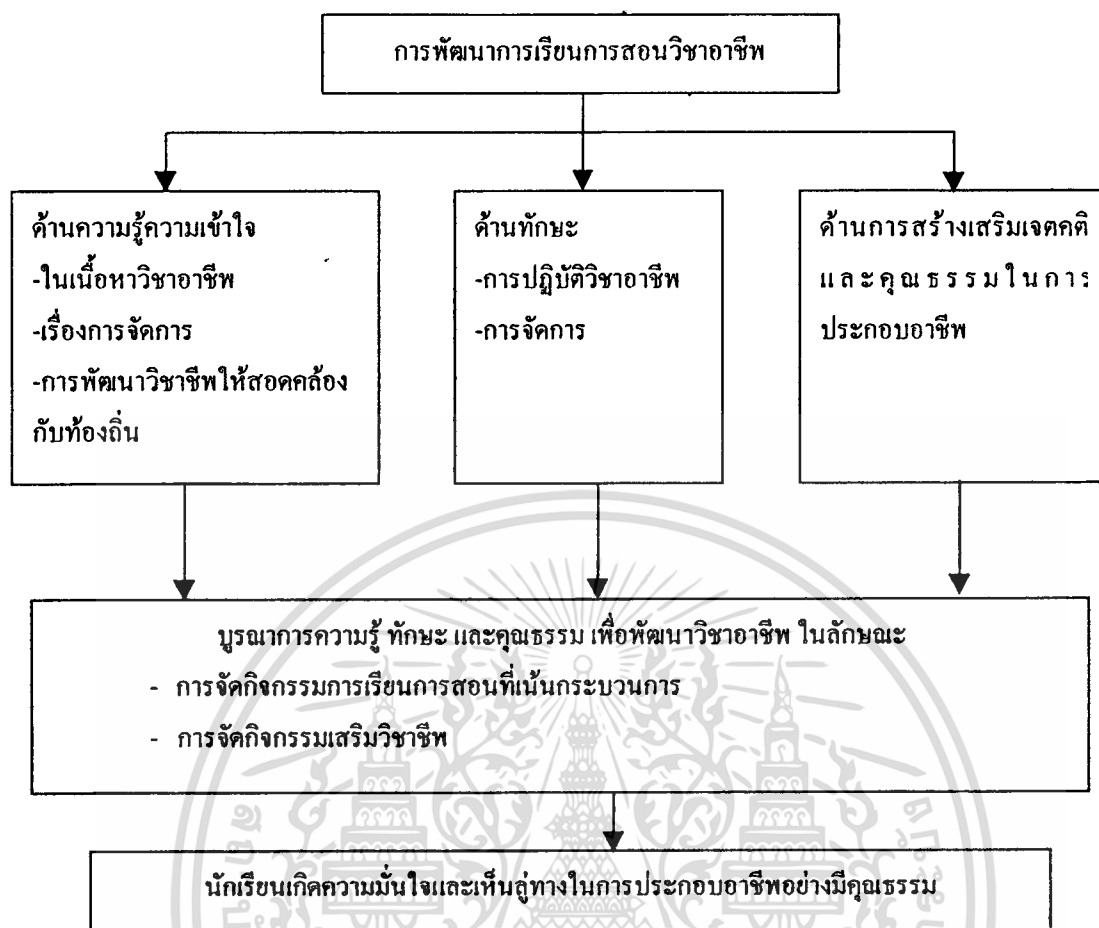 การพัฒนาการเรียนการสอนวิชาอาชีพ
ด้านความรู้ความเข้าใจ
-ในเนื้อหาวิชาอาชีพ
-เรื่องการจัดการ
-การพัฒนาวิชาชีพให้สอดคล้อง
กับท้องถิ่น
ด้านทักษะ
-การปฏิบัติวิชาอาชีพ
-การจัดการ
ด้านการสร้างเสริมเจตคติ
และคุณธรรมในการ
ประกอบอาชีพ
บูรณาการความรู้ ทักษะ และคุณธรรม เพื่อพัฒนาวิชาอาชีพ ในลักษณะ
- การจัดกิจกรรมการเรียนการสอนที่เน้นกระบวนการ
- การจัดกิจกรรมเสริมวิชาชีพ
นักเรียนเกิดความมั่นใจและเห็นลู่ทางในการประกอบอาชีพอย่างมีคุณธรรม